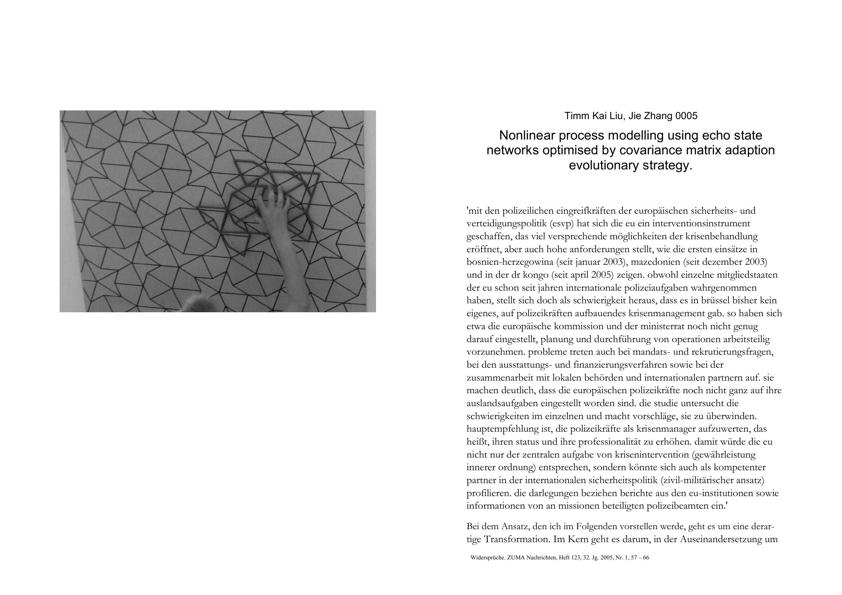 Timm Kai Liu, Jie Zhang 0005
Nonlinear process modelling using echo state
networks optimised by covariance matrix adaption
evolutionary strategy.
'mit den polizeilichen eingreifkräften der europäischen sicherheits- und
verteidigungspolitik (esvp) hat sich die eu ein interventionsinstrument
geschaffen, das viel versprechende möglichkeiten der krisenbehandlung
eröffnet, aber auch hohe anforderungen stellt, wie die ersten einsätze in
bosnien-herzegowina (seit januar 2003), mazedonien (seit dezember 2003)
und in der dr kongo (seit april 2005) zeigen. obwohl einzelne mitgliedstaaten
der eu schon seit jahren internationale polizeiaufgaben wahrgenommen
haben, stellt sich doch als schwierigkeit heraus, dass es in brüssel bisher kein
eigenes, auf polizeikräften aufbauendes krisenmanagement gab. so haben sich
etwa die europäische kommission und der ministerrat noch nicht genug
darauf eingestellt, planung und durchführung von operationen arbeitsteilig
vorzunehmen. probleme treten auch bei mandats- und rekrutierungsfragen,
bei den ausstattungs- und finanzierungsverfahren sowie bei der
zusammenarbeit mit lokalen behörden und internationalen partnern auf. sie
machen deutlich, dass die europäischen polizeikräfte noch nicht ganz auf ihre
auslandsaufgaben eingestellt worden sind. die studie untersucht die
schwierigkeiten im einzelnen und macht vorschläge, sie zu überwinden.
hauptempfehlung ist, die polizeikräfte als krisenmanager aufzuwerten, das
heißt, ihren status und ihre professionalität zu erhöhen. damit würde die eu
nicht nur der zentralen aufgabe von krisenintervention (gewährleistung
innerer ordnung) entsprechen, sondern könnte sich auch als kompetenter
partner in der internationalen sicherheitspolitik (zivil-militärischer ansatz)
profilieren. die darlegungen beziehen berichte aus den eu-institutionen sowie
informationen von an missionen beteiligten polizeibeamten ein.'
Bei dem Ansatz, den ich im Folgenden vorstellen werde, geht es um eine derar-
tige Transformation. Im Kern geht es darum, in der Auseinandersetzung um
Widersprüche. ZUMA Nachrichten, Heft 123, 32. Jg. 2005, Nr. 1, 57 – 66